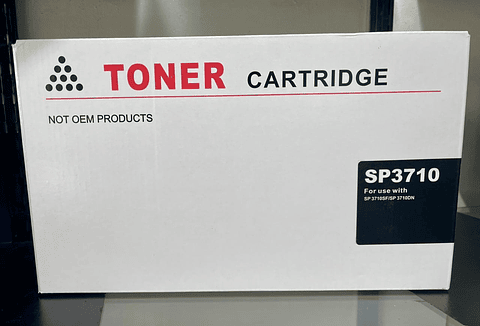 TONER CARTRIDGE
NOT OEM PRODUCTS
SP3710
For use with
SP 3710SF/SP 3710DN